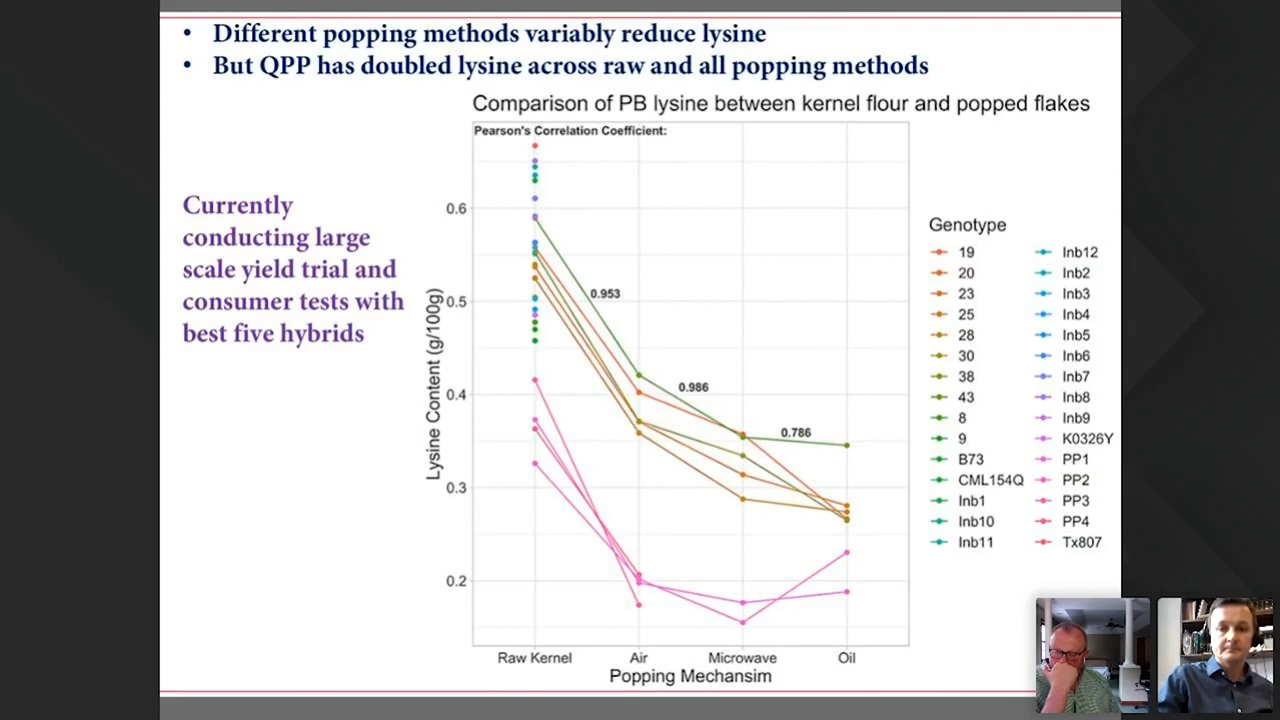 • Different popping methods variably reduce lysine
• But QPP has doubled lysine across raw and all popping methods
Comparison of PB lysine between kernel flour and popped flakes
Pearson's Correlation Coefficient:
Currently
conducting large
scale yield trial and
consumer tests with
best five hybrids
Lysine Content (g/100g)
0.6
0.5
0.4
0.3
0.2
0.953
0.986
0.786
Raw Kernel
Air
Microwave
Oil
Popping Mechansim
Genotype
19
20
23
25
28
30
38
43
8
9
B73
CML154Q
Inb1
Inb10
Inb11
Inb12
Inb2
Inb3
Inb4
Inb5
Inb6
Inb7
Inb8
Inb9
K0326Y
PP1
PP2
PP3
PP4
Tx807